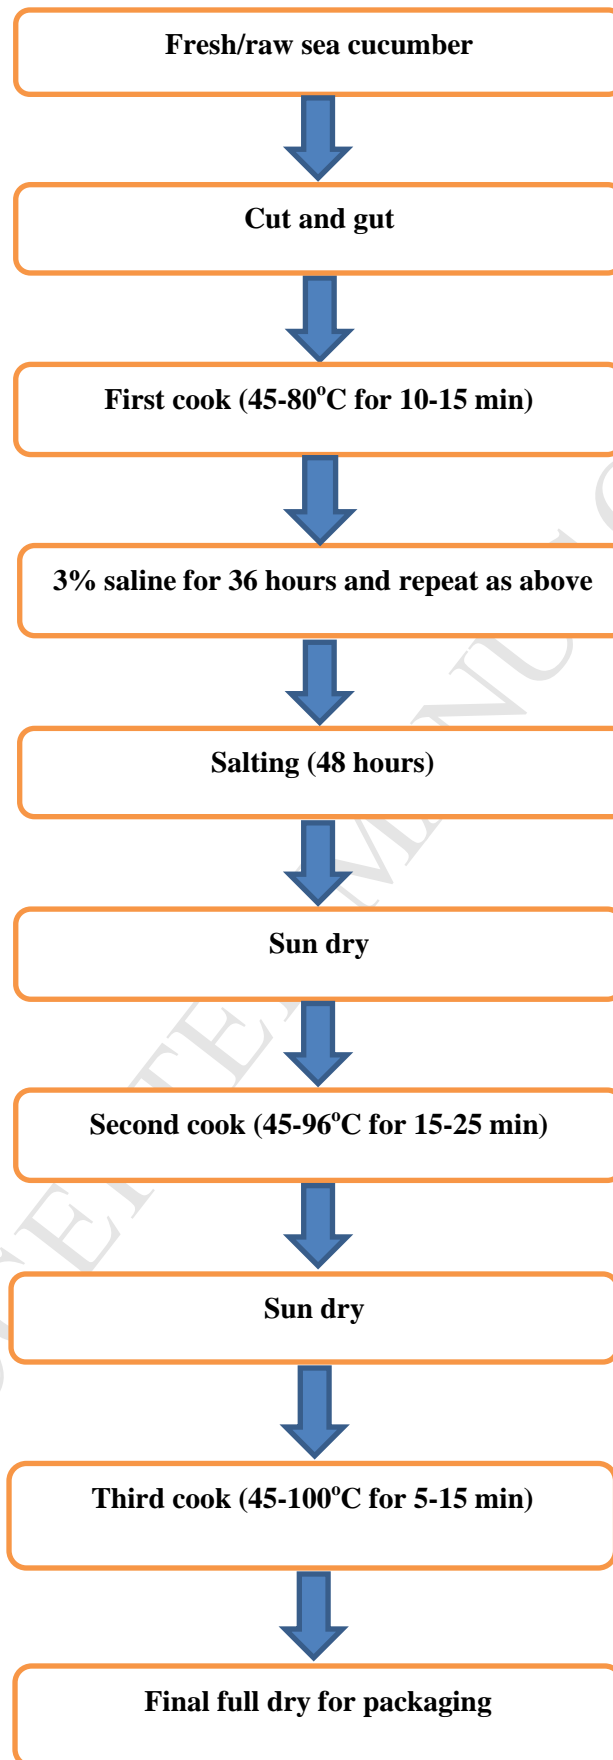 Fresh/raw sea cucumber
Cut and gut
First cook (45-80°C for 10-15 min)
3% saline for 36 hours and repeat as above
Salting (48 hours)
Sun dry
Second cook (45-96°C for 15-25 min)
Sun dry
Third cook (45-100°C for 5-15 min)
Final full dry for packaging